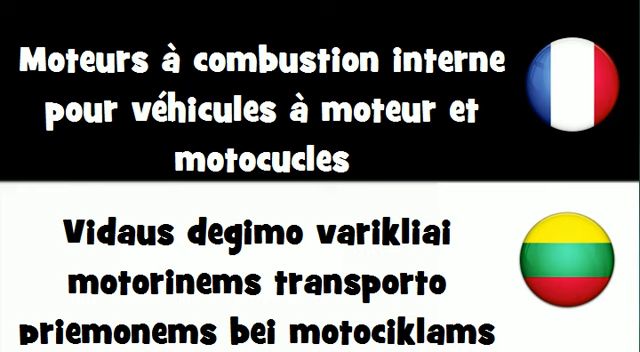 Moteurs à combustion interne
pour véhicules à moteur et
motocucles
Vidaus degimo varikliai
motorinems transporto
priemonems bei motociklams